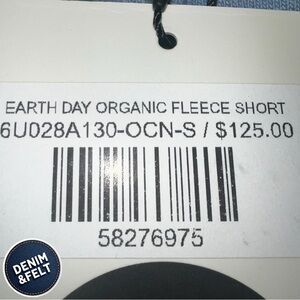 EARTH DAY ORGANIC FLEECE SHORT
6U028A130-OCN-S / $125.00
58276975
DENIM
&FELT